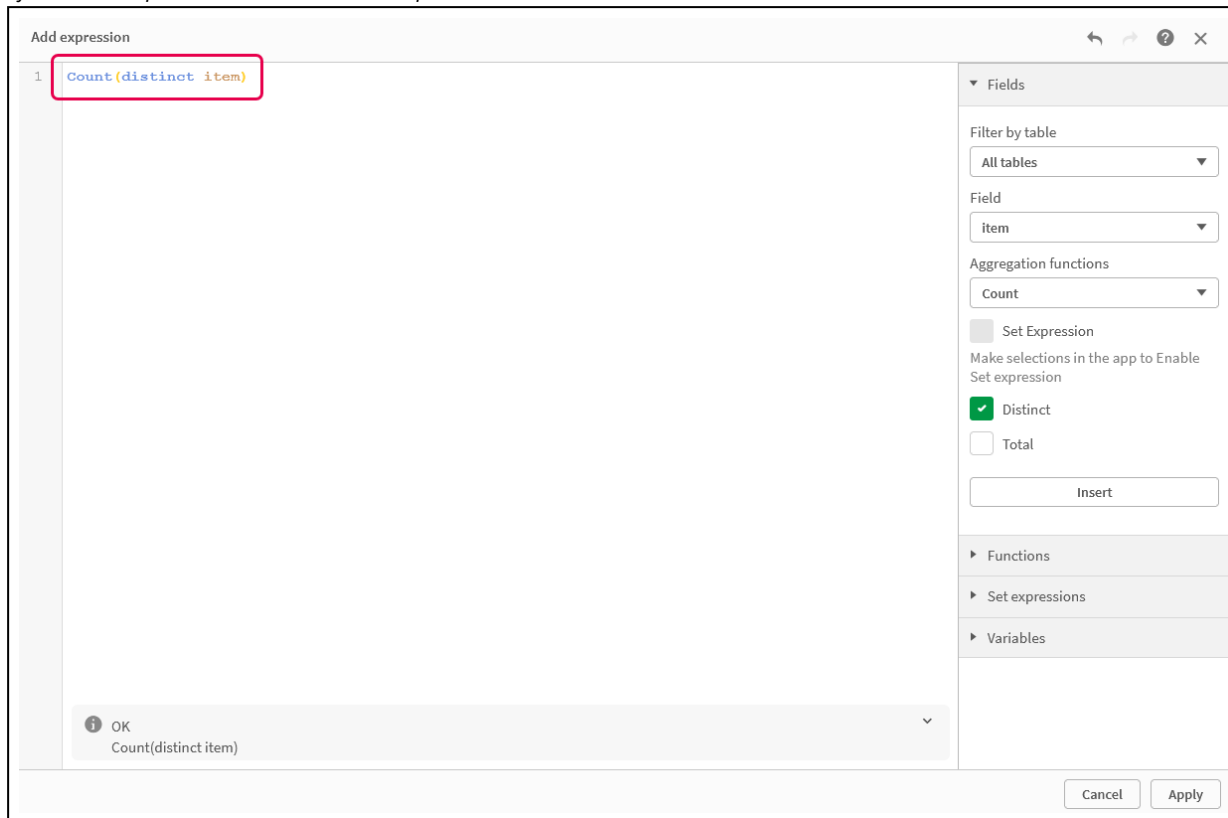 Add expression
1 Count(distinct item)
Fields
Filter by table
All tables
Field
item
Aggregation functions
Count
Set Expression
Make selections in the app to Enable
Set expression
Distinct
Total
Insert
Functions
Set expressions
Variables
OK
Count(distinct item)
Cancel Apply